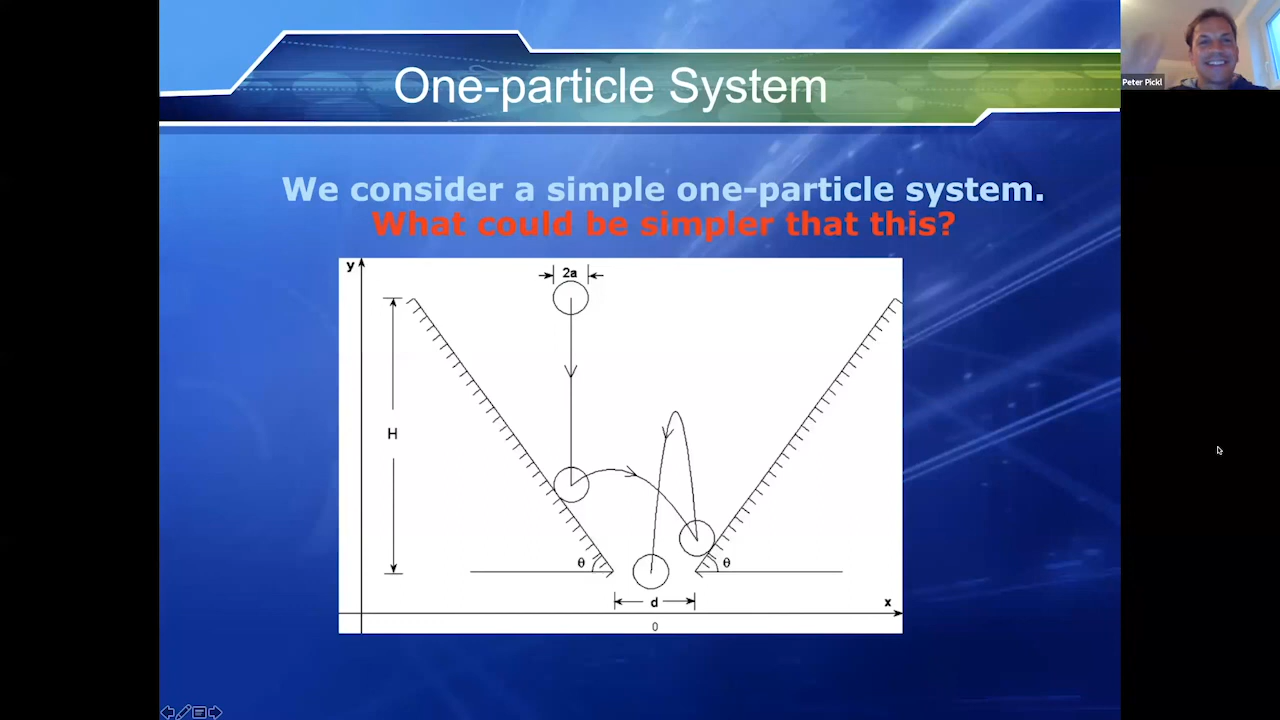 One-particle System
Peter Pickl
We consider a simple one-particle system.
What could be simpler that this?
y
2a
H
θ
θ
d
x
0